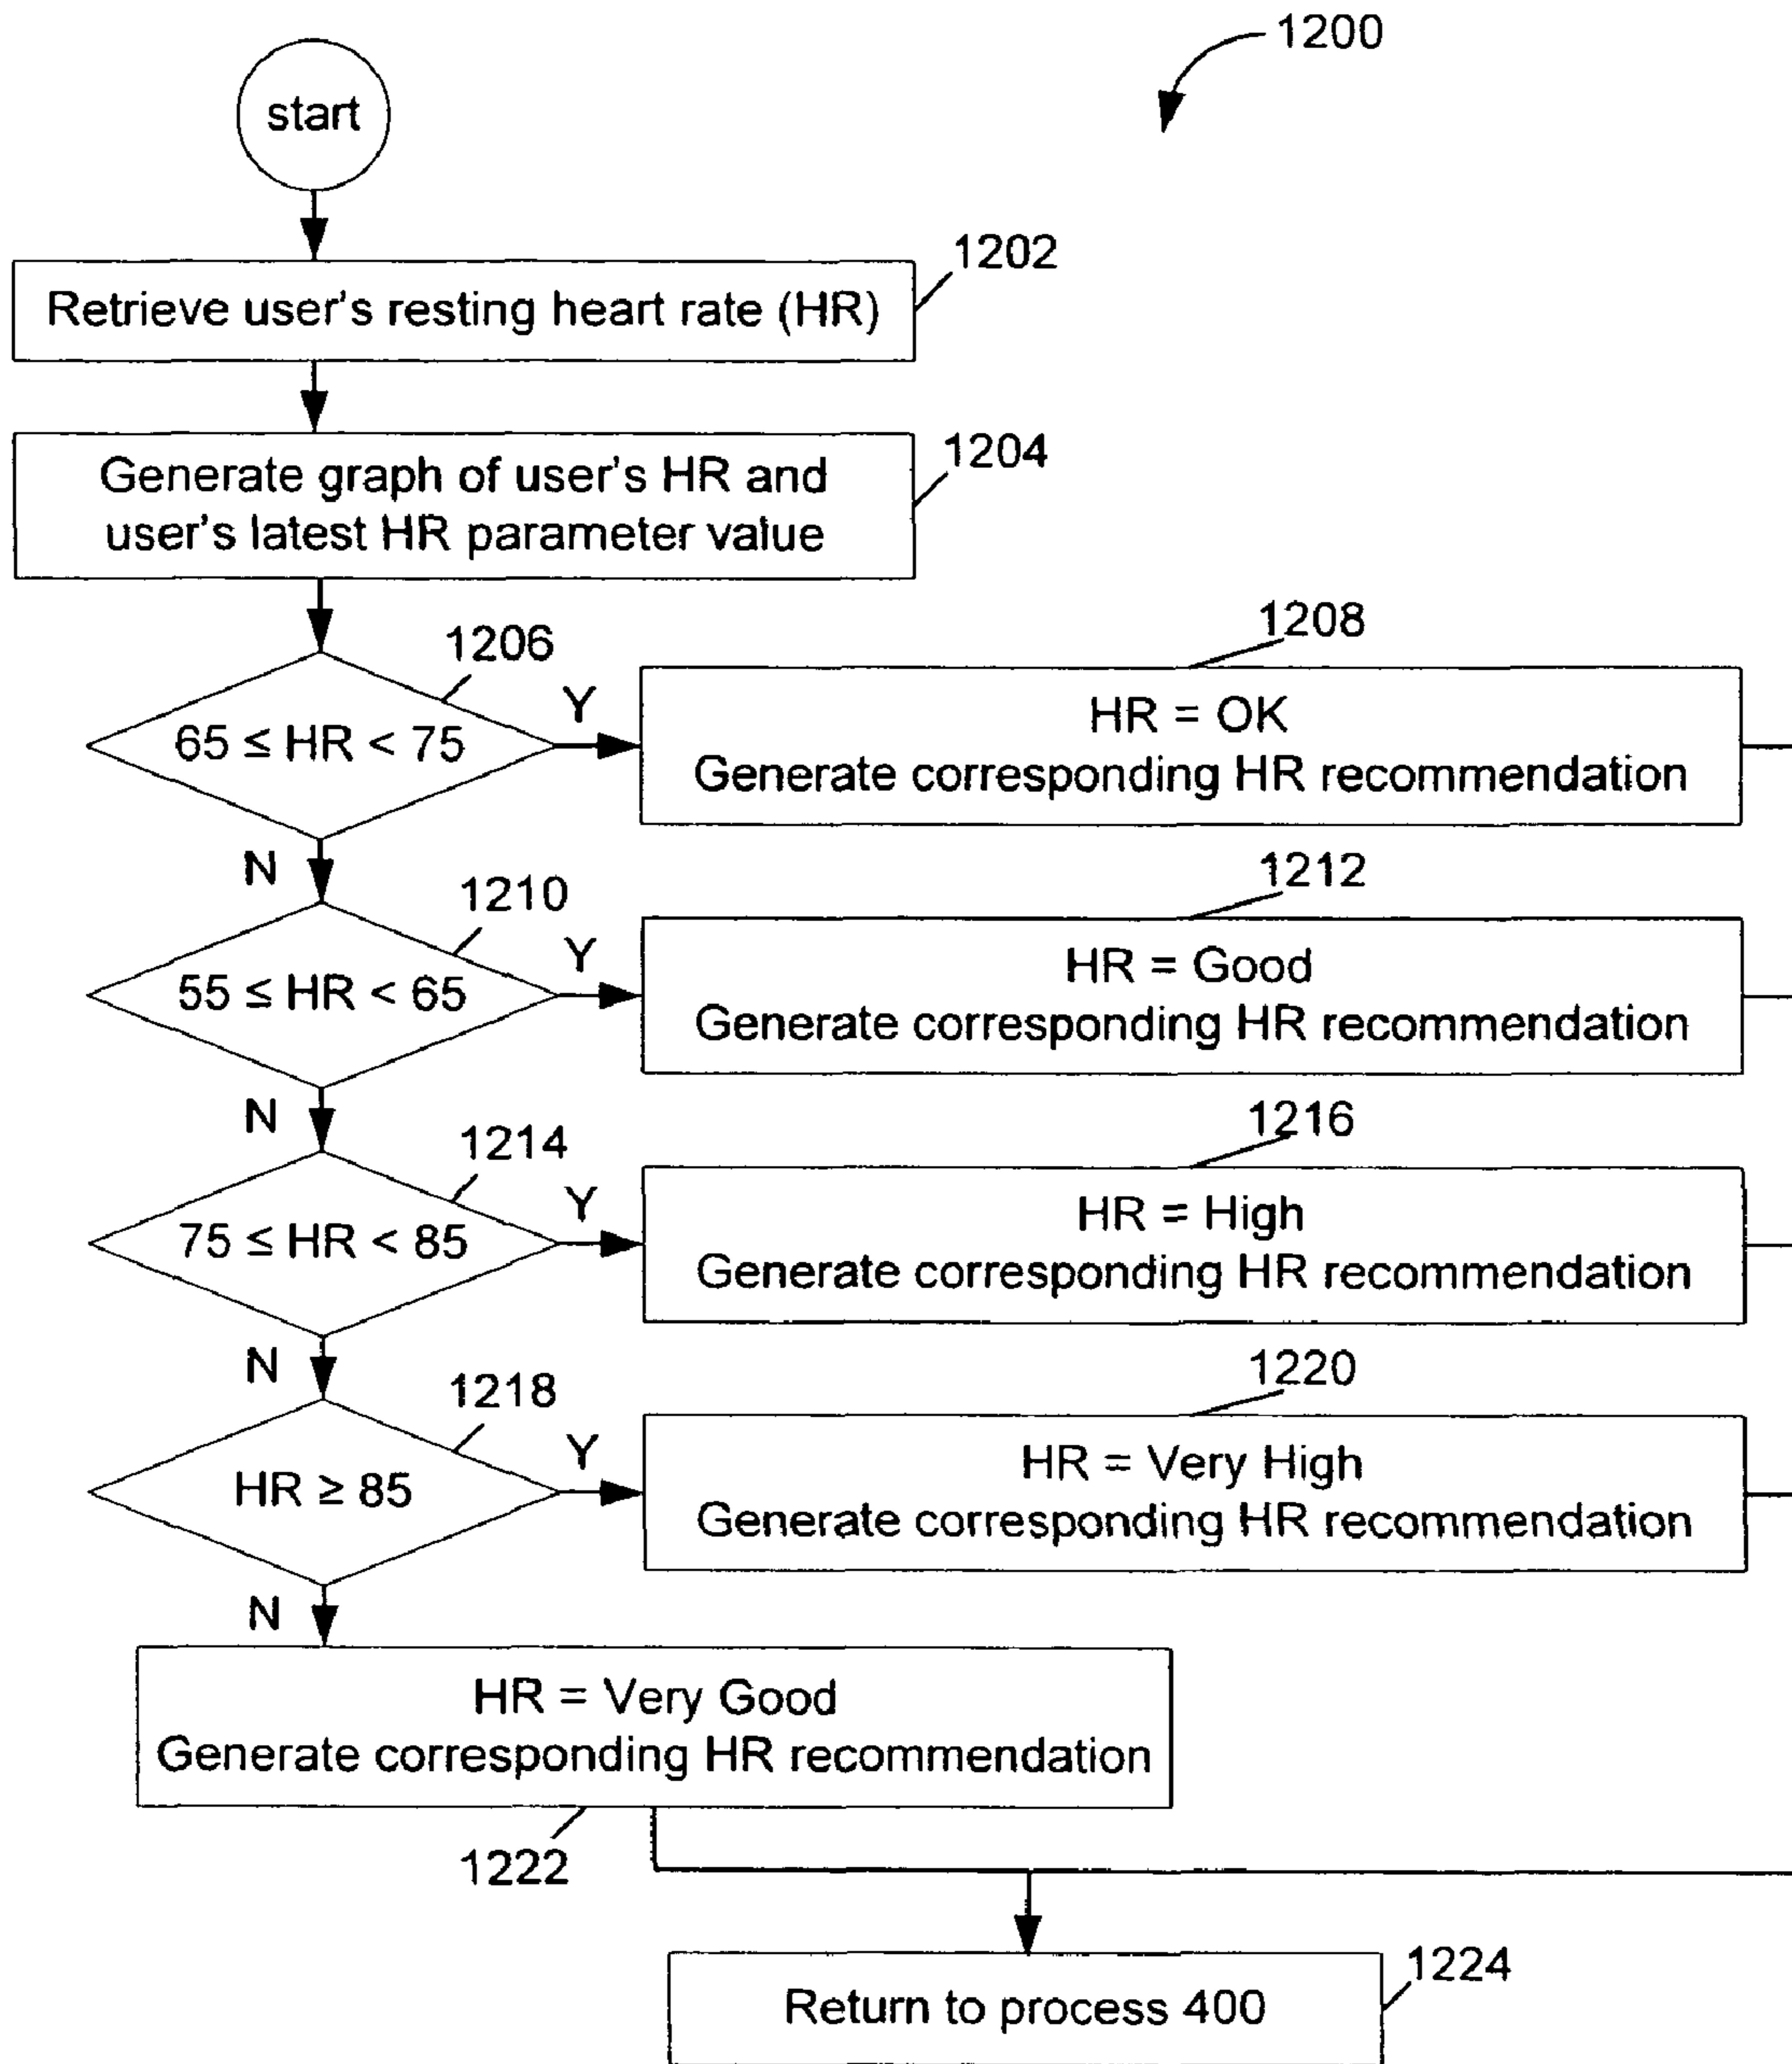 1200
start
1202
Retrieve user's resting heart rate (HR)
1204
Generate graph of user's HR and
user's latest HR parameter value
1206
65 ≤ HR < 75
Y
1208
HR = OK
Generate corresponding HR recommendation
N
1210
55 ≤ HR < 65
Y
1212
HR = Good
Generate corresponding HR recommendation
N
1214
75 ≤ HR < 85
Y
1216
HR = High
Generate corresponding HR recommendation
N
1218
HR ≥ 85
Y
1220
HR = Very High
Generate corresponding HR recommendation
N
HR = Very Good
Generate corresponding HR recommendation
1222
1224
Return to process 400